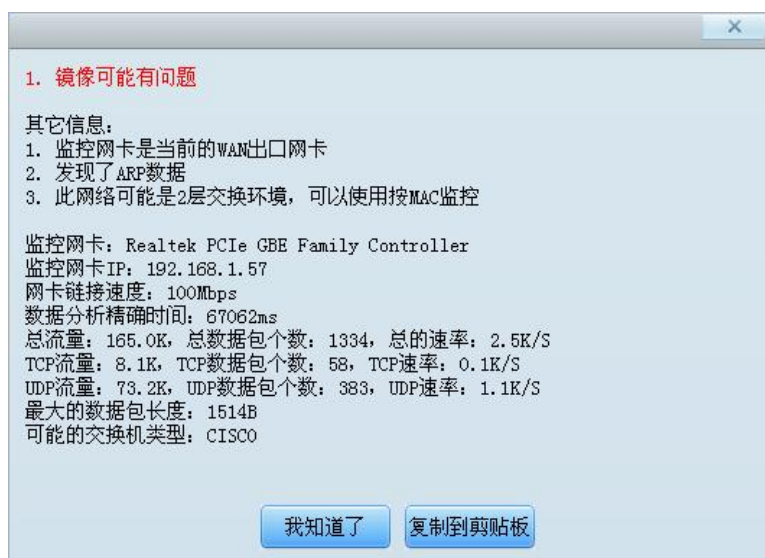 1. 镜像可能有问题
其它信息:
1. 监控网卡是当前的WAN出口网卡
2. 发现了ARP数据
3. 此网络可能是2层交换环境，可以使用按MAC监控
监控网卡: Realtek PCIe GBE Family Controller
监控网卡IP: 192.168.1.57
网卡链接速度: 100Mbps
数据分析精确时间: 67062ms
总流量: 165.0K，总数据包个数: 1334，总的速率: 2.5K/S
TCP流量: 8.1K，TCP数据包个数: 58，TCP速率: 0.1K/S
UDP流量: 73.2K，UDP数据包个数: 383，UDP速率: 1.1K/S
最大的数据包长度: 1514B
可能的交换机类型: CISCO
我知道了 复制到剪贴板